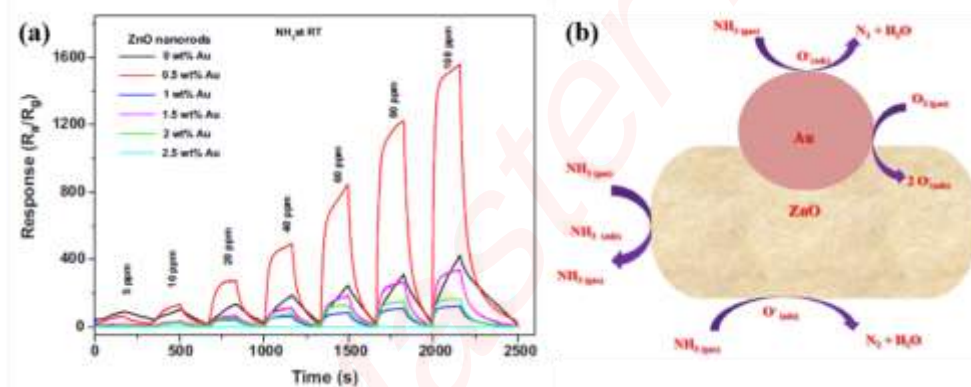 (a)
NH3 at RT
ZnO nanorods
0 wt% Au
0.5 wt% Au
1 wt% Au
1.5 wt% Au
2 wt% Au
2.5 wt% Au
5 ppm
10 ppm
20 ppm
40 ppm
60 ppm
80 ppm
100 ppm
Response (Ra/Rg)
1600
1200
800
400
0
0
500
1000
1500
2000
2500
Time (s)
(b)
NH3 (gas)
N2 + H2O
O-(ads)
O2 (gas)
Au
2 O-(ads)
ZnO
NH3 (gas)
NH3 (ads)
NH3 (gas)
O-(ads)
NH3 (gas)
N2 + H2O